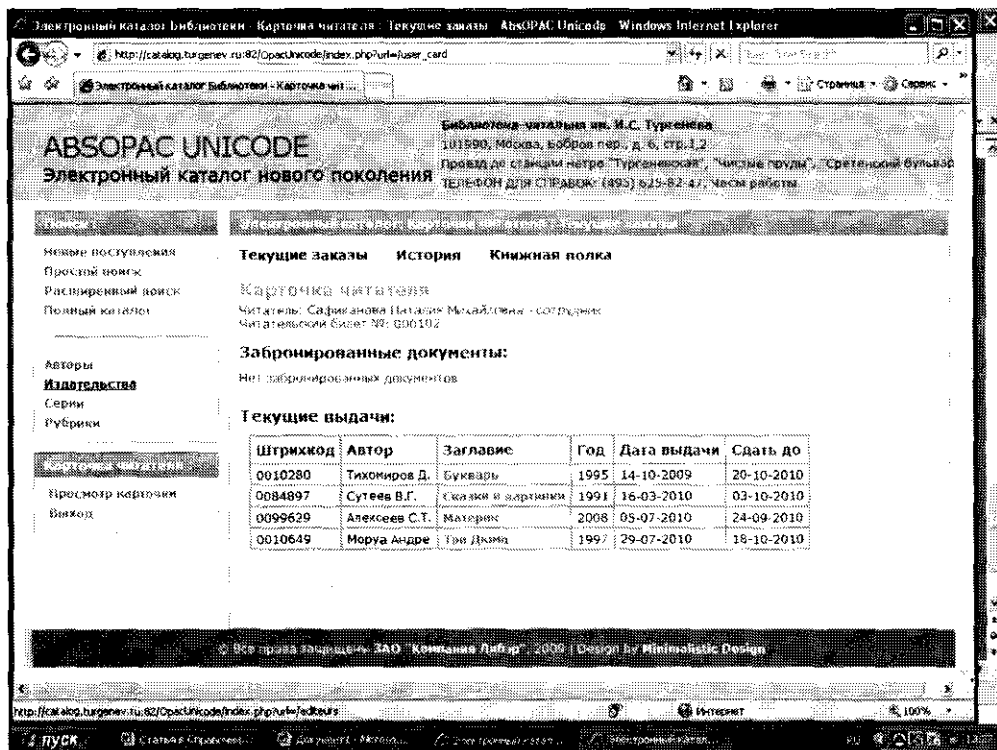 Электронный каталог Библиотеки - Карточка читателя : Текущие заказы - AbsOPAC Unicode - Windows Internet Explorer
http://catalog.turgenev.ru:82/OpacUnicode/index.php?url=/user_card
Электронный каталог Библиотеки - Карточка чит...
Страница
Сервис
ABSOPAC UNICODE
Электронный каталог нового поколения
Библиотека-читальня им. И.С. Тургенева
101990, Москва, Бобров пер., д. 6, стр.1,2
Проезд до станции метро "Тургеневская", "Чистые пруды", "Сретенский бульвар
ТЕЛЕФОН ДЛЯ СПРАВОК: (495) 625-82-47, Часы работы
Новые поступления
Простой поиск
Расширенный поиск
Полный каталог
Авторы
Издательства
Серии
Рубрики
Карточка читателя
Просмотр карточки
Выход
Текущие заказы История Книжная полка
Карточка читателя
Читатель: Сафиканова Наталия Михайловна - сотрудник
Читательский билет №: 000102
Забронированные документы:
Нет забронированных документов
Текущие выдачи:
Штрихкод Автор Заглавие Год Дата выдачи Сдать до
0010280 Тихомиров Д. Букварь 1995 14-10-2009 20-10-2010
0084897 Сутеев В.Г. Сказки и картинки 1991 16-03-2010 03-10-2010
0099629 Алексеев С.Т. Материк 2008 05-07-2010 24-09-2010
0010649 Моруа Андре Три Дюма 1997 29-07-2010 18-10-2010
© Все права защищены ЗАО "Компания Либэр", 2009 | Design by Minimalistic Design
http://catalog.turgenev.ru:82/OpacUnicode/index.php?url=/editeurs
Интернет
100%
пуск